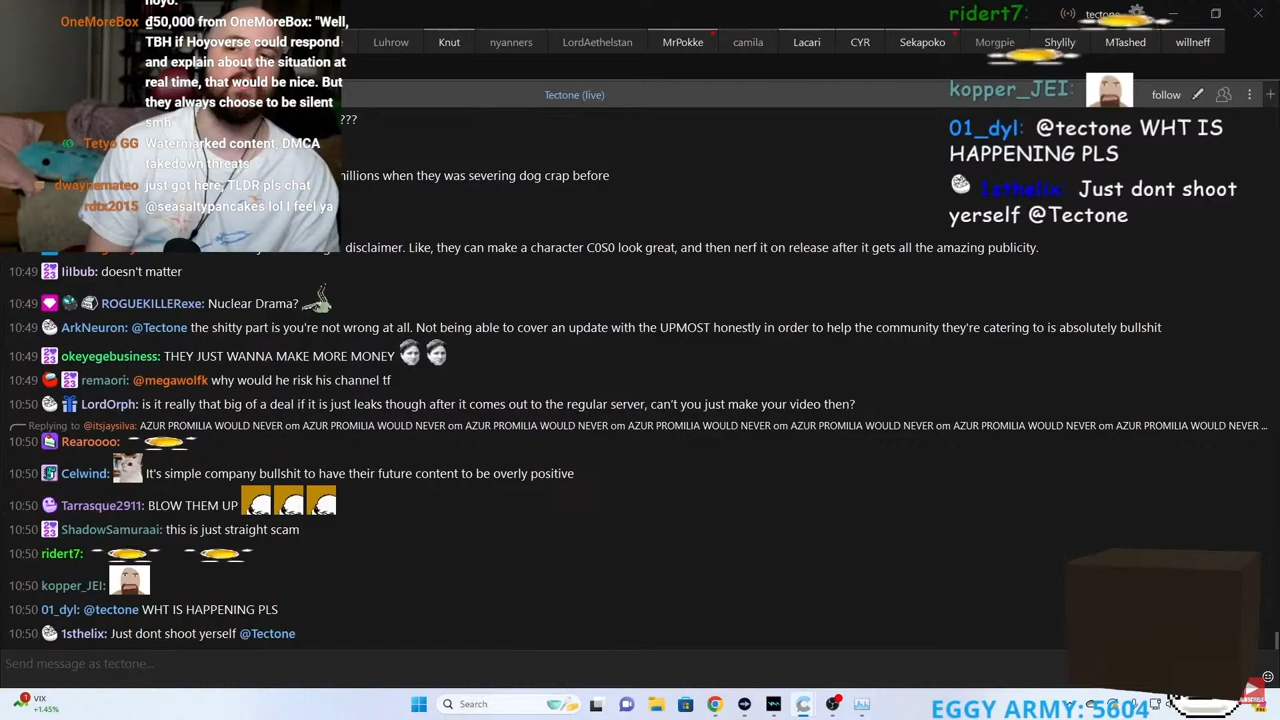 hoyo.
OneMoreBox ₫50,000 from OneMoreBox: "Well,
TBH if Hoyoverse could respond
and explain about the situation at
real time, that would be nice. But
they always choose to be silent
smh
Tetyo GG Watermarked content, DMCA
takedown threats
dwaynemateo just got here, TLDR pls chat
rdtx2015 @seasaltypancakes lol I feel ya
ridert7:
tectone
Luhrow Knut nyanners LordAethelstan MrPokke camila Lacari CYR Sekapoko Morgpie Shylily MTashed willneff
Tectone (live)
follow
kopper_JEI:
01_dyl: @tectone WHT IS
HAPPENING PLS
1sthelix: Just dont shoot
yerself @Tectone
???
millions when they was severing dog crap before
disclaimer. Like, they can make a character C0S0 look great, and then nerf it on release after it gets all the amazing publicity.
10:49 lilbub: doesn't matter
10:49 ROGUEKILLERexe: Nuclear Drama?
10:49 ArkNeuron: @Tectone the shitty part is you're not wrong at all. Not being able to cover an update with the UPMOST honestly in order to help the community they're catering to is absolutely bullshit
10:49 okeyegebusiness: THEY JUST WANNA MAKE MORE MONEY
10:49 remaori: @megawolfk why would he risk his channel tf
10:50 LordOrph: is it really that big of a deal if it is just leaks though after it comes out to the regular server, can't you just make your video then?
Replying to @itsjaysilva: AZUR PROMILIA WOULD NEVER om AZUR PROMILIA WOULD NEVER om AZUR PROMILIA WOULD NEVER om AZUR PROMILIA WOULD NEVER om AZUR PROMILIA WOULD NEVER om AZUR PROMILIA WOULD NEVER om AZUR PROMILIA WOULD NEVER ...
10:50 Rearoooo:
10:50 Celwind: It's simple company bullshit to have their future content to be overly positive
10:50 Tarrasque2911: BLOW THEM UP
10:50 ShadowSamuraai: this is just straight scam
10:50 ridert7:
10:50 kopper_JEI:
10:50 01_dyl: @tectone WHT IS HAPPENING PLS
10:50 1sthelix: Just dont shoot yerself @Tectone
Send message as tectone...
VIX
+1.45%
1
Search
EGGY ARMY: 5604
SUBSCRIBE